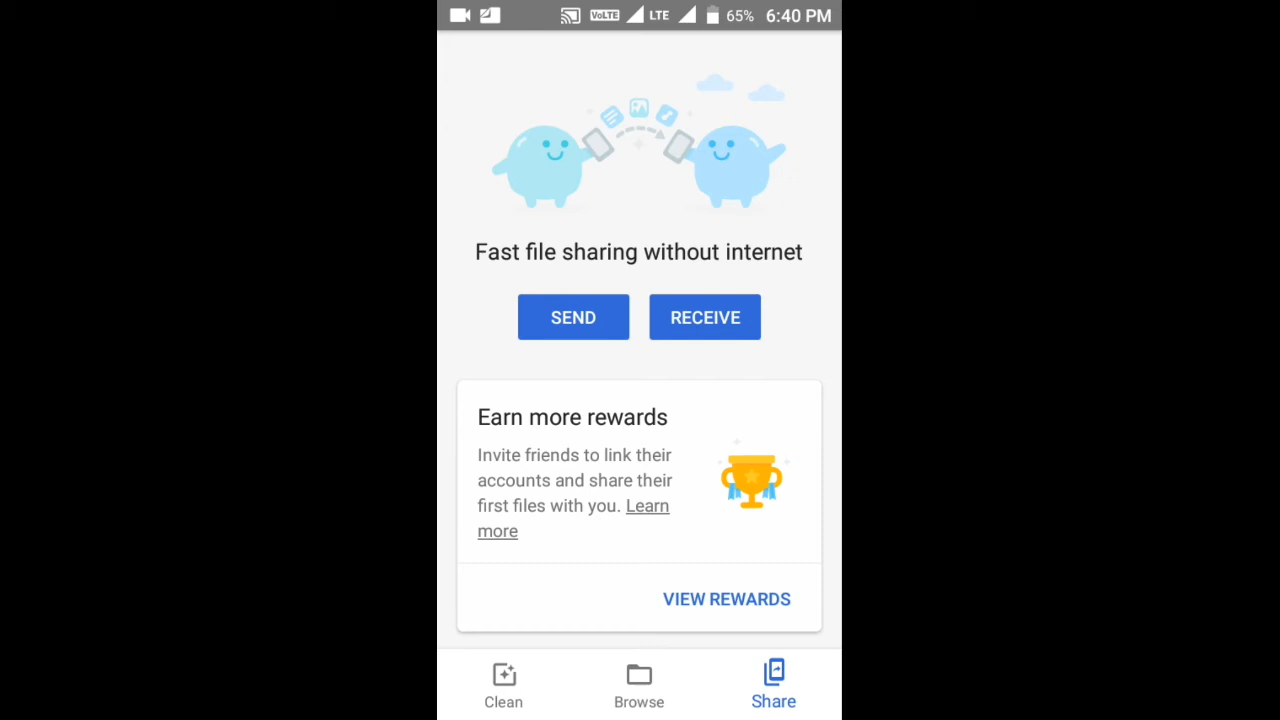 VoLTE LTE 65% 6:40 PM
Fast file sharing without internet
SEND RECEIVE
Earn more rewards
Invite friends to link their
accounts and share their
first files with you. Learn
more
VIEW REWARDS
Clean Browse Share